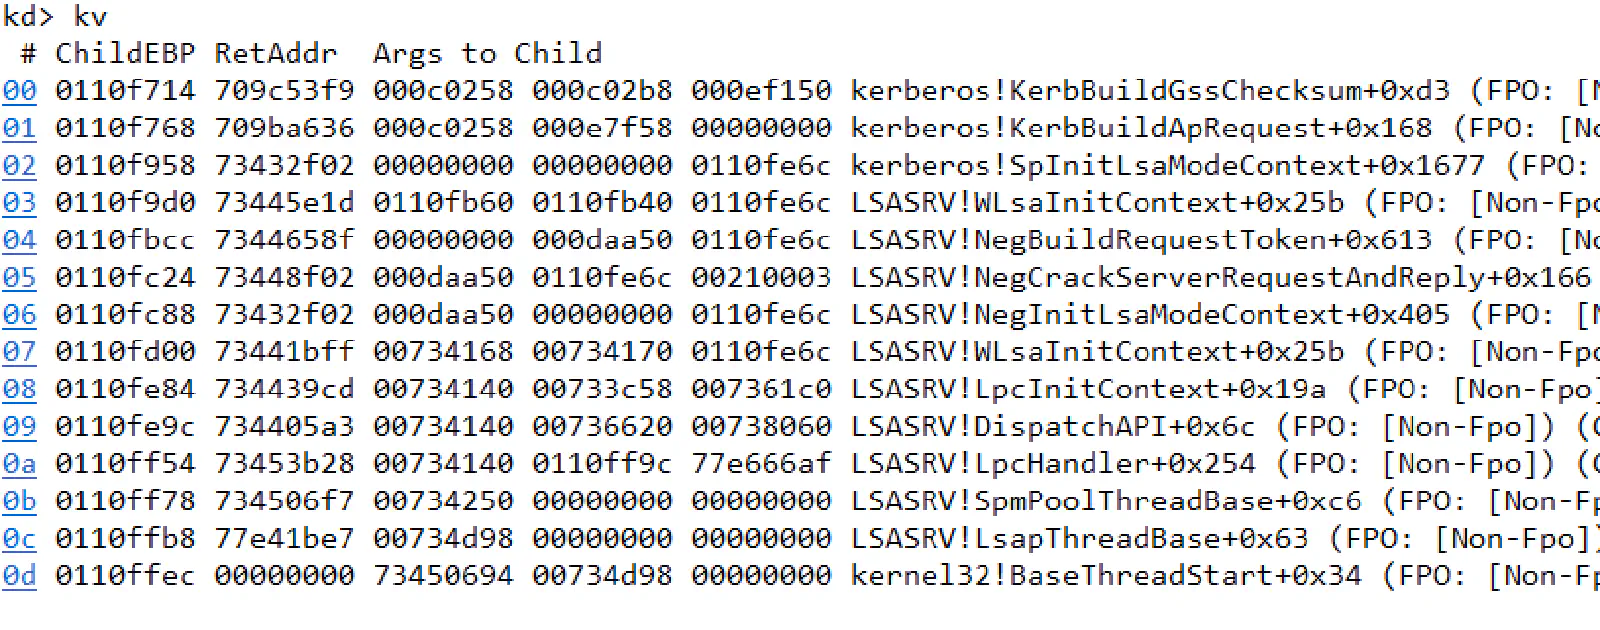 kd> kv
# ChildEBP RetAddr Args to Child
00 0110f714 709c53f9 000c0258 000c02b8 000ef150 kerberos!KerbBuildGssChecksum+0xd3 (FPO: [N
01 0110f768 709ba636 000c0258 000e7f58 00000000 kerberos!KerbBuildApRequest+0x168 (FPO: [No
02 0110f958 73432f02 00000000 00000000 0110fe6c kerberos!SpInitLsaModeContext+0x1677 (FPO:
03 0110f9d0 73445e1d 0110fb60 0110fb40 0110fe6c LSASRV!WLsaInitContext+0x25b (FPO: [Non-Fpo
04 0110fbcc 7344658f 00000000 000daa50 0110fe6c LSASRV!NegBuildRequestToken+0x613 (FPO: [No
05 0110fc24 73448f02 000daa50 0110fe6c 00210003 LSASRV!NegCrackServerRequestAndReply+0x166
06 0110fc88 73432f02 000daa50 00000000 0110fe6c LSASRV!NegInitLsaModeContext+0x405 (FPO: [N
07 0110fd00 73441bff 00734168 00734170 0110fe6c LSASRV!WLsaInitContext+0x25b (FPO: [Non-Fpo
08 0110fe84 734439cd 00734140 00733c58 007361c0 LSASRV!LpcInitContext+0x19a (FPO: [Non-Fpo]
09 0110fe9c 734405a3 00734140 00736620 00738060 LSASRV!DispatchAPI+0x6c (FPO: [Non-Fpo]) (C
0a 0110ff54 73453b28 00734140 0110ff9c 77e666af LSASRV!LpcHandler+0x254 (FPO: [Non-Fpo]) (C
0b 0110ff78 734506f7 00734250 00000000 00000000 LSASRV!SpmPoolThreadBase+0xc6 (FPO: [Non-Fp
0c 0110ffb8 77e41be7 00734d98 00000000 00000000 LSASRV!LsapThreadBase+0x63 (FPO: [Non-Fpo])
0d 0110ffec 00000000 73450694 00734d98 00000000 kernel32!BaseThreadStart+0x34 (FPO: [Non-Fp